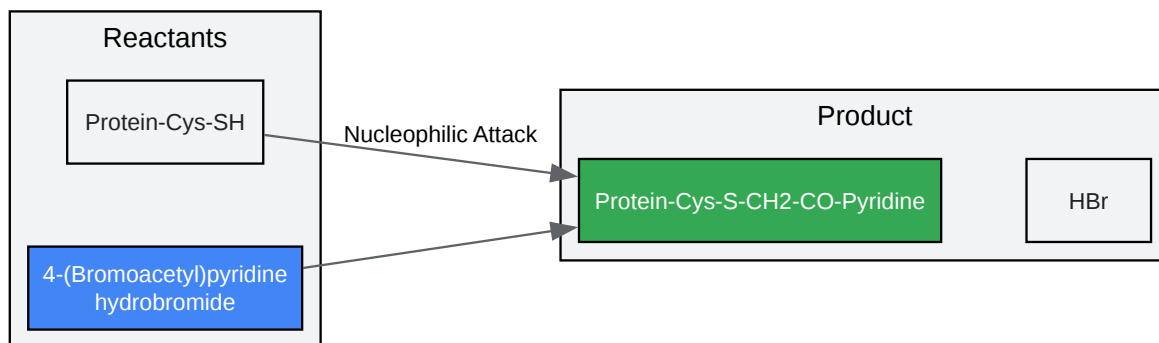 Reactants
Protein-Cys-SH
4-(Bromoacetyl)pyridine
hydrobromide
Nucleophilic Attack
Product
Protein-Cys-S-CH2-CO-Pyridine
HBr